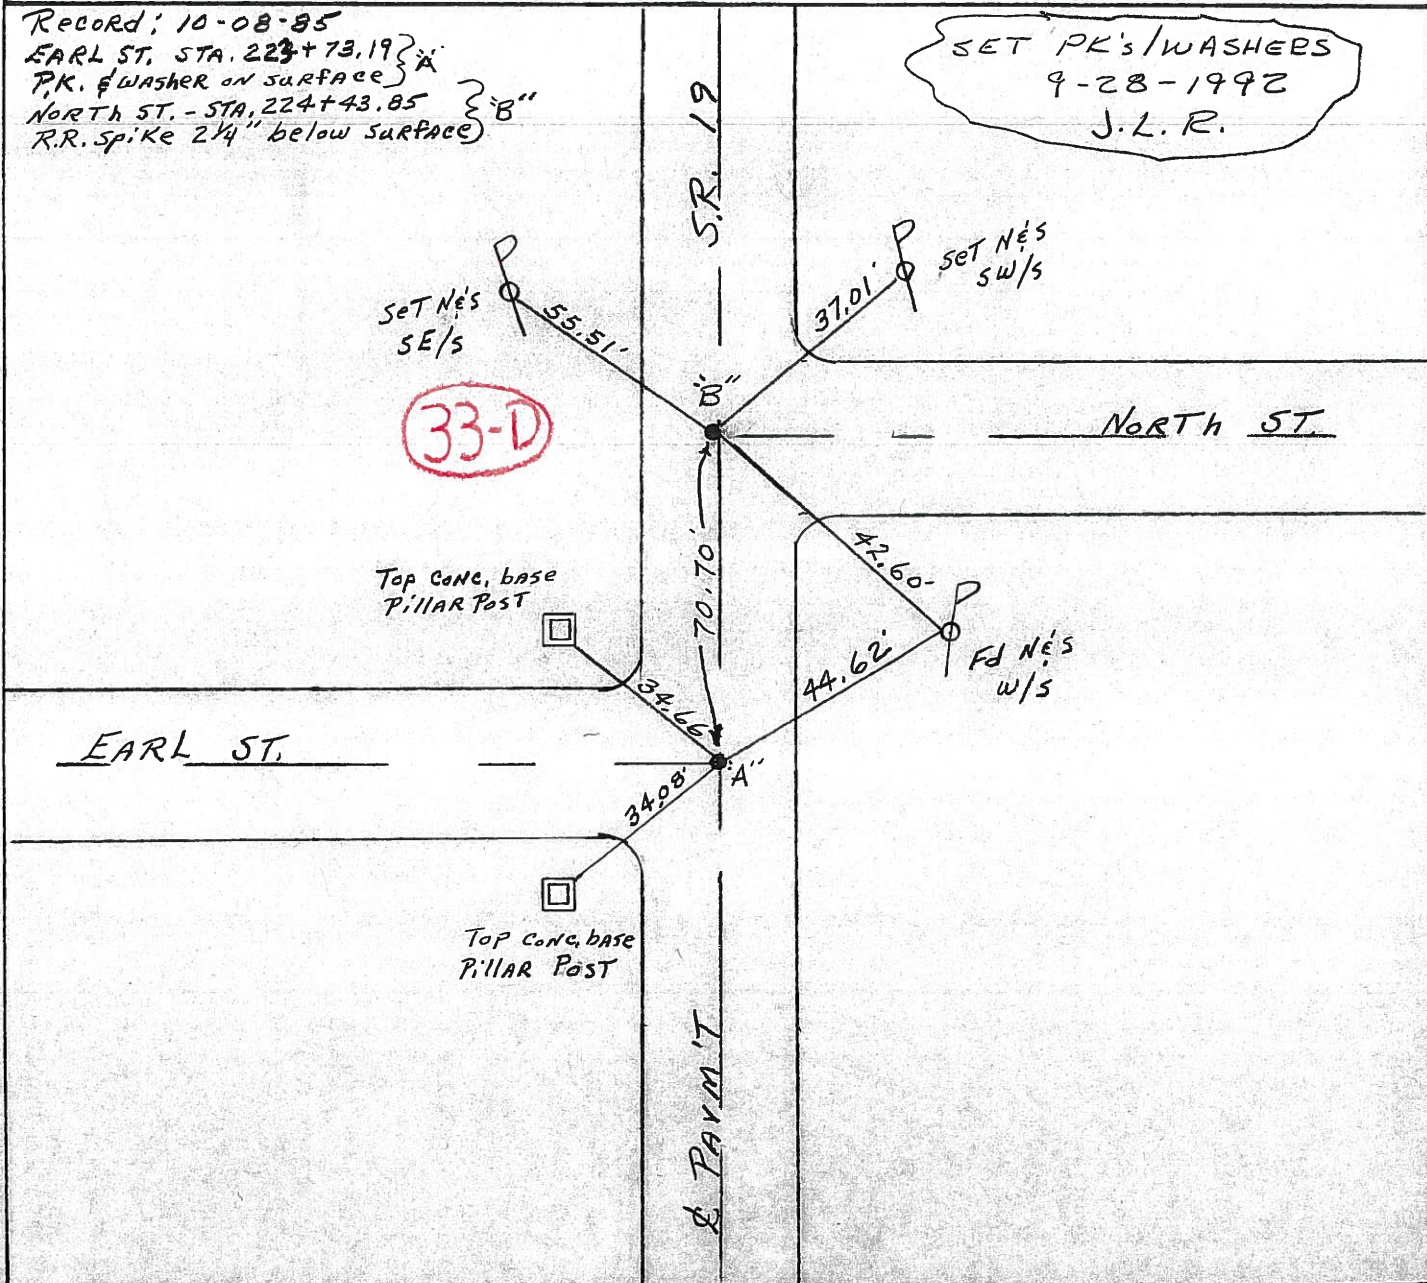 Record: 10-08-85
EARL ST. STA. 223+73.19 } "A"
P.K. & WASHER ON SURFACE
NORTH ST. - STA. 224+43.85 } "B"
R.R. SPIKE 2 1/4" below SURFACE
SET PK's/WASHERS
9-28-1992
J.L.R.
S.R. 19
SET N&S
SE/S
55.51'
37.01'
SET N&S
SW/S
33-D
"B"
NORTH ST.
70.70'
42.60'
TOP CONC. BASE
PILLAR POST
34.66'
44.62'
Fd N&S
W/S
EARL ST.
"A"
34.08'
TOP CONC. BASE
PILLAR POST
℄ PAVM'T